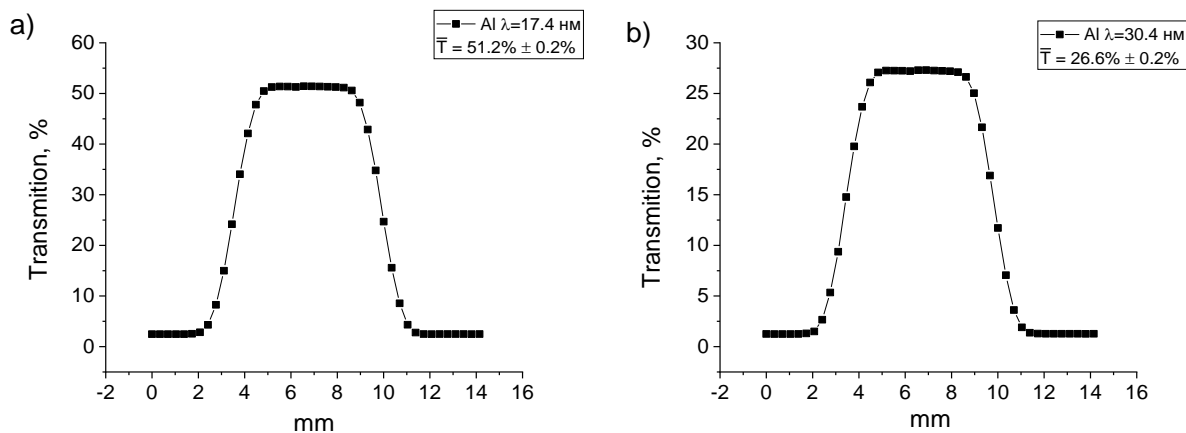 a)
Al λ=17.4 нм
T̅ = 51.2% ± 0.2%
Transmition, %
60
50
40
30
20
10
0
-2 0 2 4 6 8 10 12 14 16
mm
b)
Al λ=30.4 нм
T̅ = 26.6% ± 0.2%
Transmition, %
30
25
20
15
10
5
0
-2 0 2 4 6 8 10 12 14 16
mm